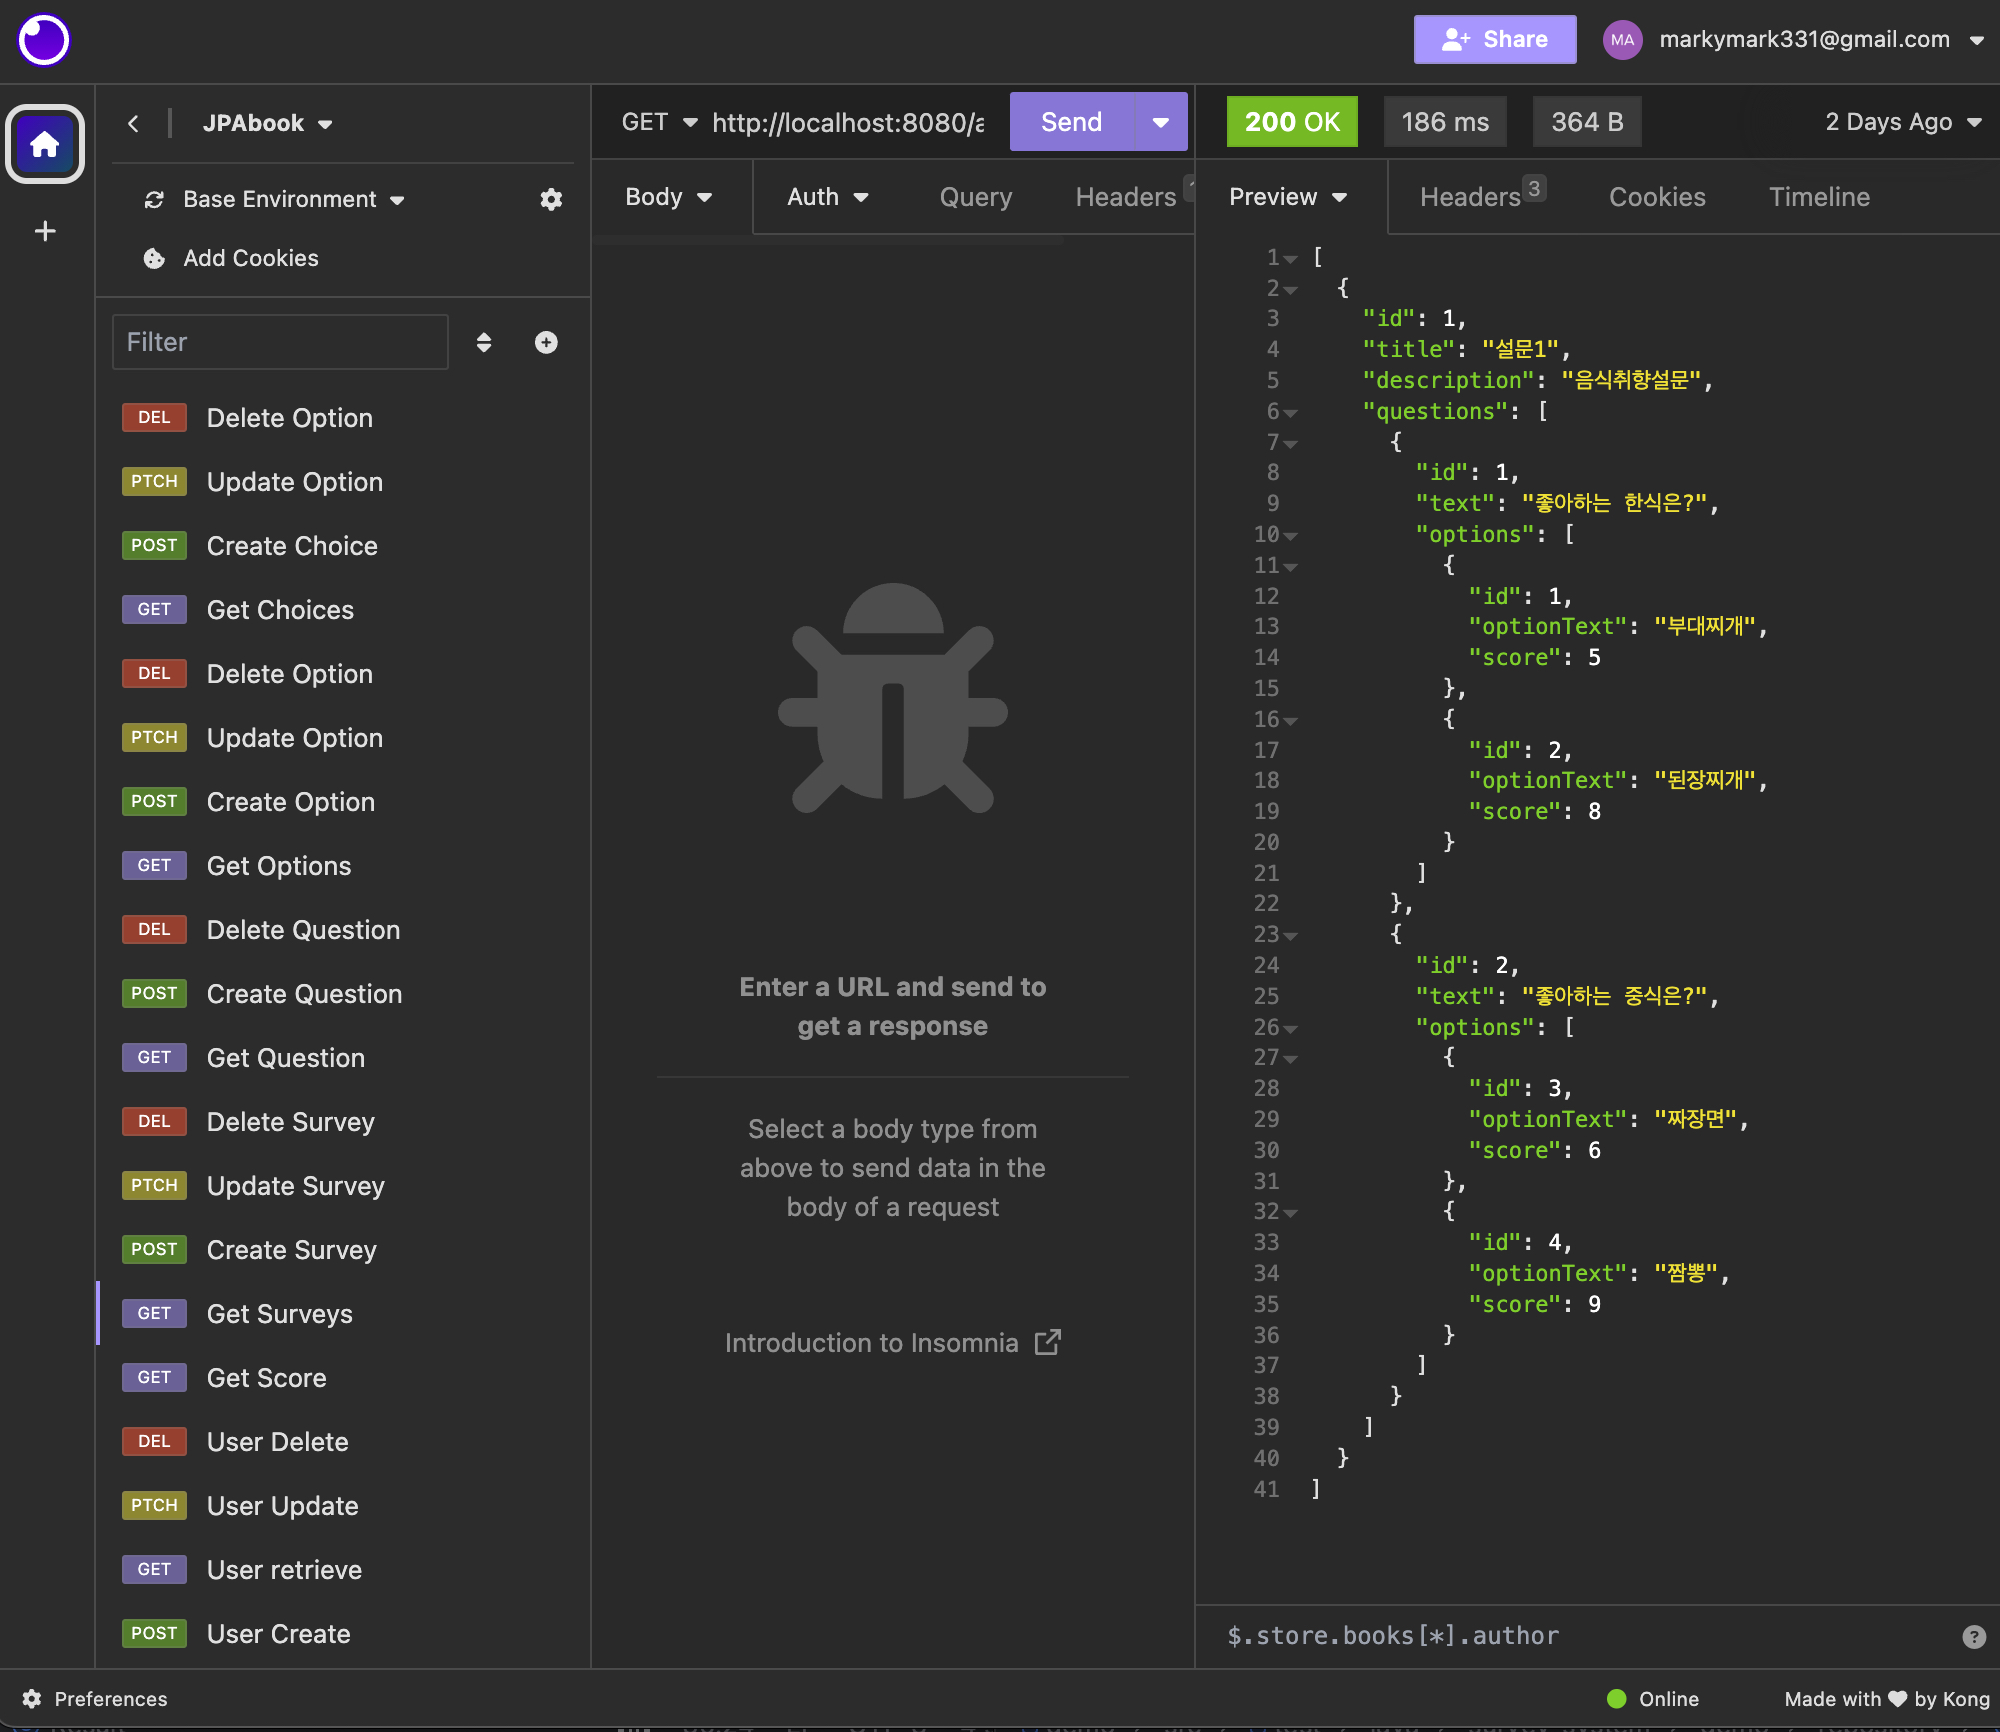 Share
MA
markymark331@gmail.com
JPAbook
Base Environment
Add Cookies
Filter
DEL Delete Option
PTCH Update Option
POST Create Choice
GET Get Choices
DEL Delete Option
PTCH Update Option
POST Create Option
GET Get Options
DEL Delete Question
POST Create Question
GET Get Question
DEL Delete Survey
PTCH Update Survey
POST Create Survey
GET Get Surveys
GET Get Score
DEL User Delete
PTCH User Update
GET User retrieve
POST User Create
GET http://localhost:8080/a
Send
Body
Auth
Query
Headers
Enter a URL and send to
get a response
Select a body type from
above to send data in the
body of a request
Introduction to Insomnia
200 OK
186 ms
364 B
2 Days Ago
Preview
Headers 3
Cookies
Timeline
1 [
2 {
3 "id": 1,
4 "title": "설문1",
5 "description": "음식취향설문",
6 "questions": [
7 {
8 "id": 1,
9 "text": "좋아하는 한식은?",
10 "options": [
11 {
12 "id": 1,
13 "optionText": "부대찌개",
14 "score": 5
15 },
16 {
17 "id": 2,
18 "optionText": "된장찌개",
19 "score": 8
20 }
21 ]
22 },
23 {
24 "id": 2,
25 "text": "좋아하는 중식은?",
26 "options": [
27 {
28 "id": 3,
29 "optionText": "짜장면",
30 "score": 6
31 },
32 {
33 "id": 4,
34 "optionText": "짬뽕",
35 "score": 9
36 }
37 ]
38 }
39 ]
40 }
41 ]
$.store.books[*].author
?
Preferences
Online
Made with ♥ by Kong